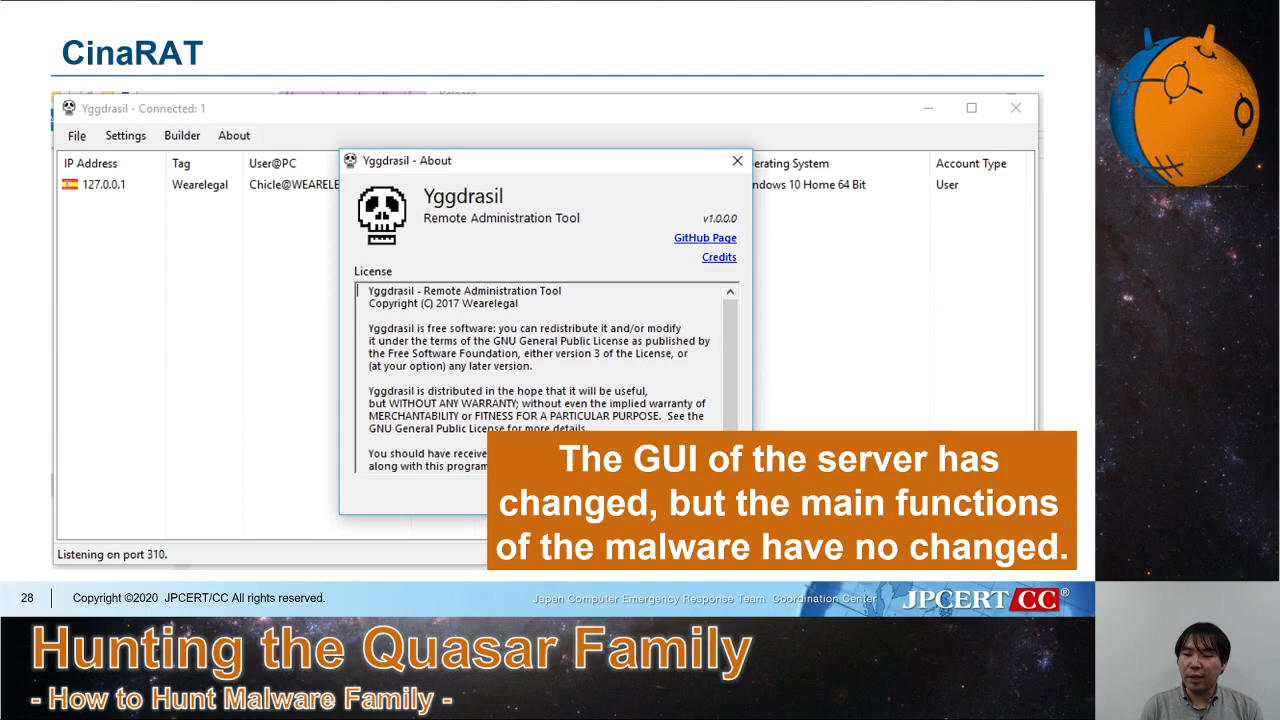 CinaRAT
Yggdrasil - Connected: 1
File Settings Builder About
IP Address Tag User@PC erating System Account Type
127.0.0.1 Wearelegal Chicle@WEARELE ndows 10 Home 64 Bit User
Yggdrasil - About
Yggdrasil
Remote Administration Tool
v1.0.0.0
GitHub Page
Credits
License
Yggdrasil - Remote Administration Tool
Copyright (C) 2017 Wearelegal
Yggdrasil is free software: you can redistribute it and/or modify
it under the terms of the GNU General Public License as published by
the Free Software Foundation, either version 3 of the License, or
(at your option) any later version.
Yggdrasil is distributed in the hope that it will be useful,
but WITHOUT ANY WARRANTY; without even the implied warranty of
MERCHANTABILITY or FITNESS FOR A PARTICULAR PURPOSE. See the
GNU General Public License for more details.
You should have receive
along with this program
The GUI of the server has
changed, but the main functions
of the malware have no changed.
Listening on port 310.
28 Copyright ©2020 JPCERT/CC All rights reserved.
Japan Computer Emergency Response Team Coordination Center
JPCERT CC®
Hunting the Quasar Family
- How to Hunt Malware Family -